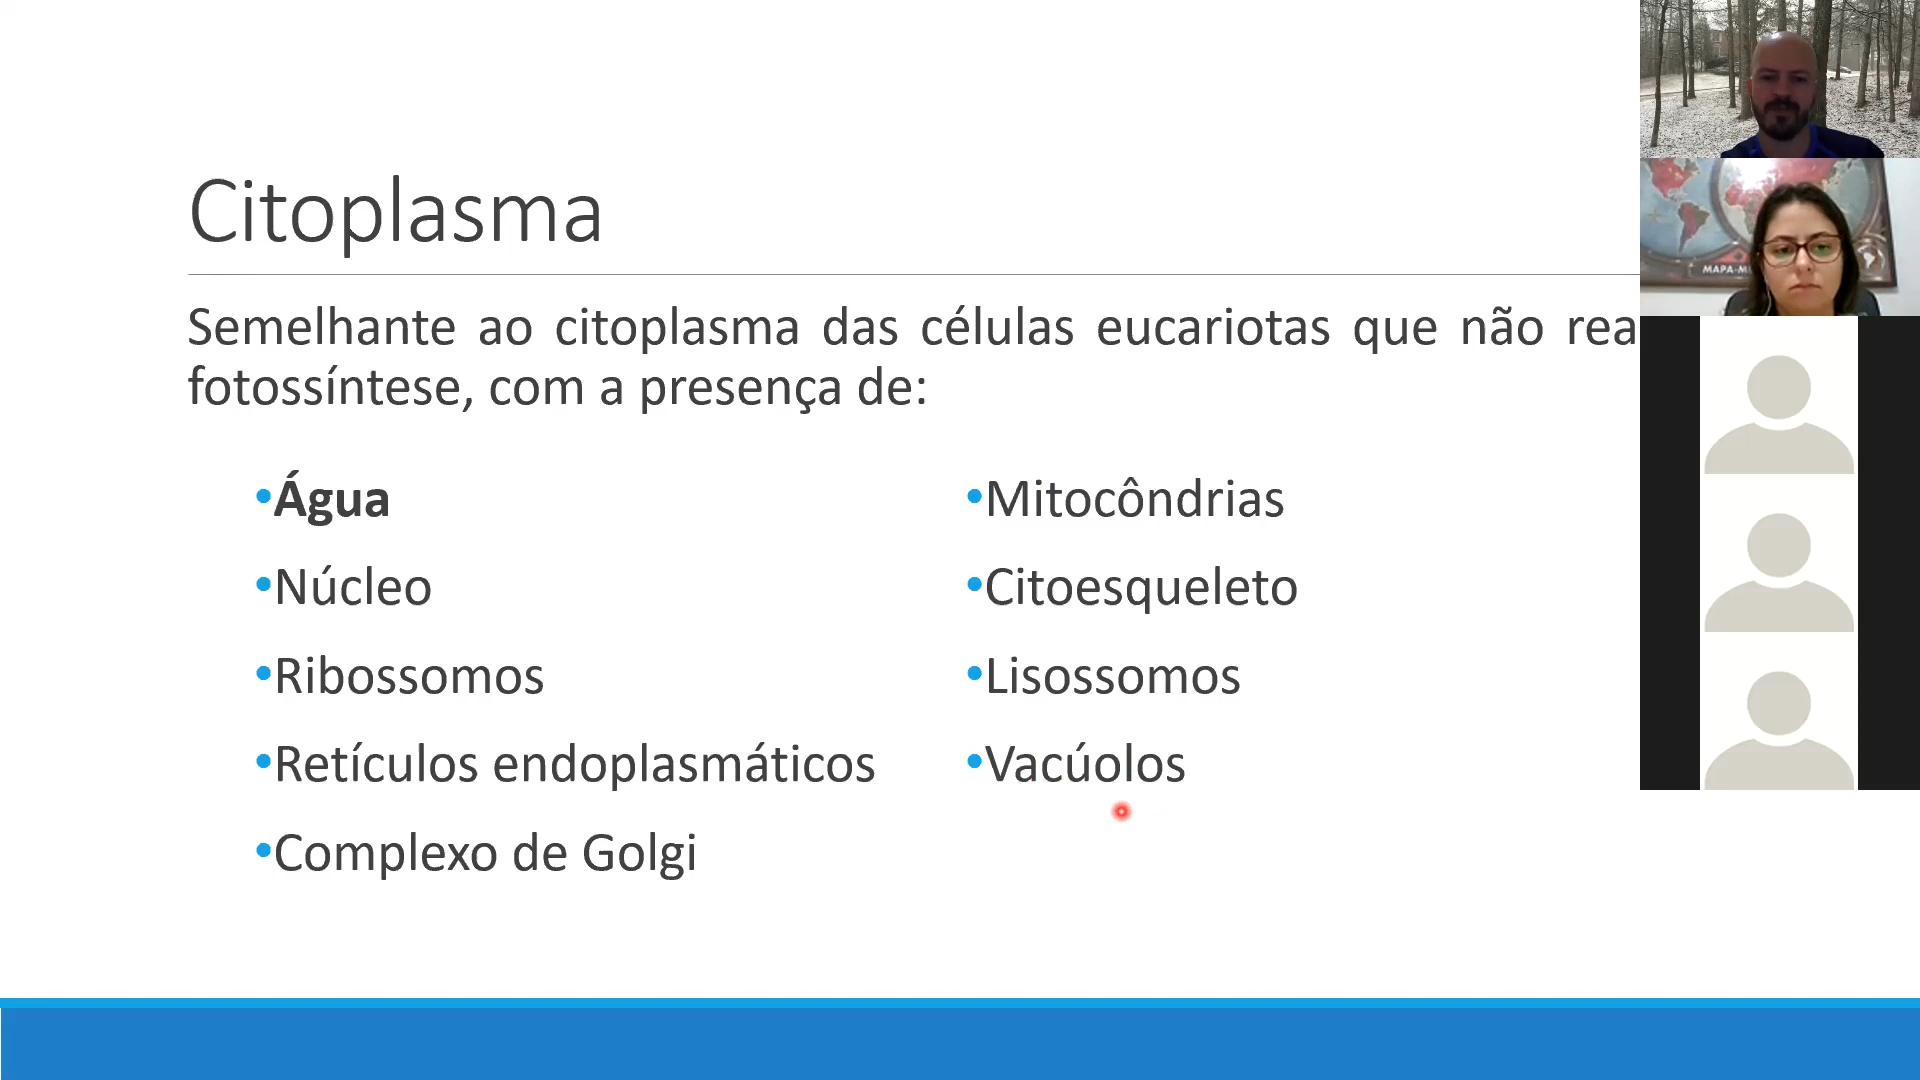 Citoplasma
Semelhante ao citoplasma das células eucariotas que não rea
fotossíntese, com a presença de:
•Água
•Núcleo
•Ribossomos
•Retículos endoplasmáticos
•Complexo de Golgi
•Mitocôndrias
•Citoesqueleto
•Lisossomos
•Vacúolos
MAPA-M